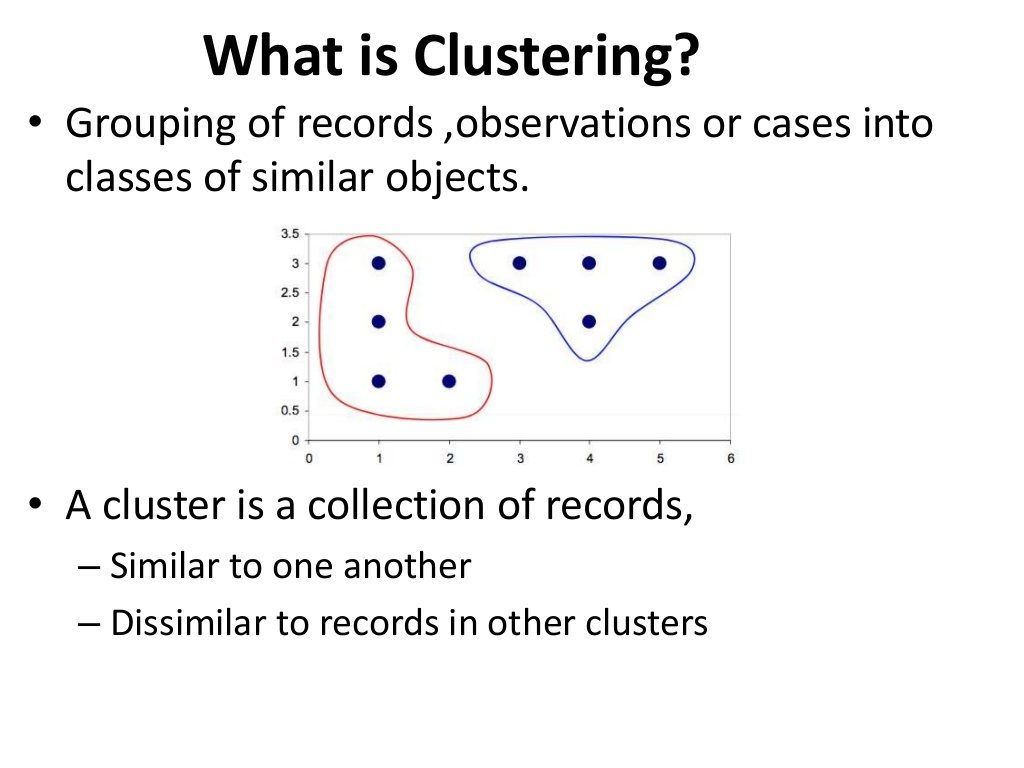 What is Clustering?
• Grouping of records ,observations or cases into
classes of similar objects.
3.5
3
2.5
2
1.5
1
0.5
0
0 1 2 3 4 5 6
• A cluster is a collection of records,
– Similar to one another
– Dissimilar to records in other clusters